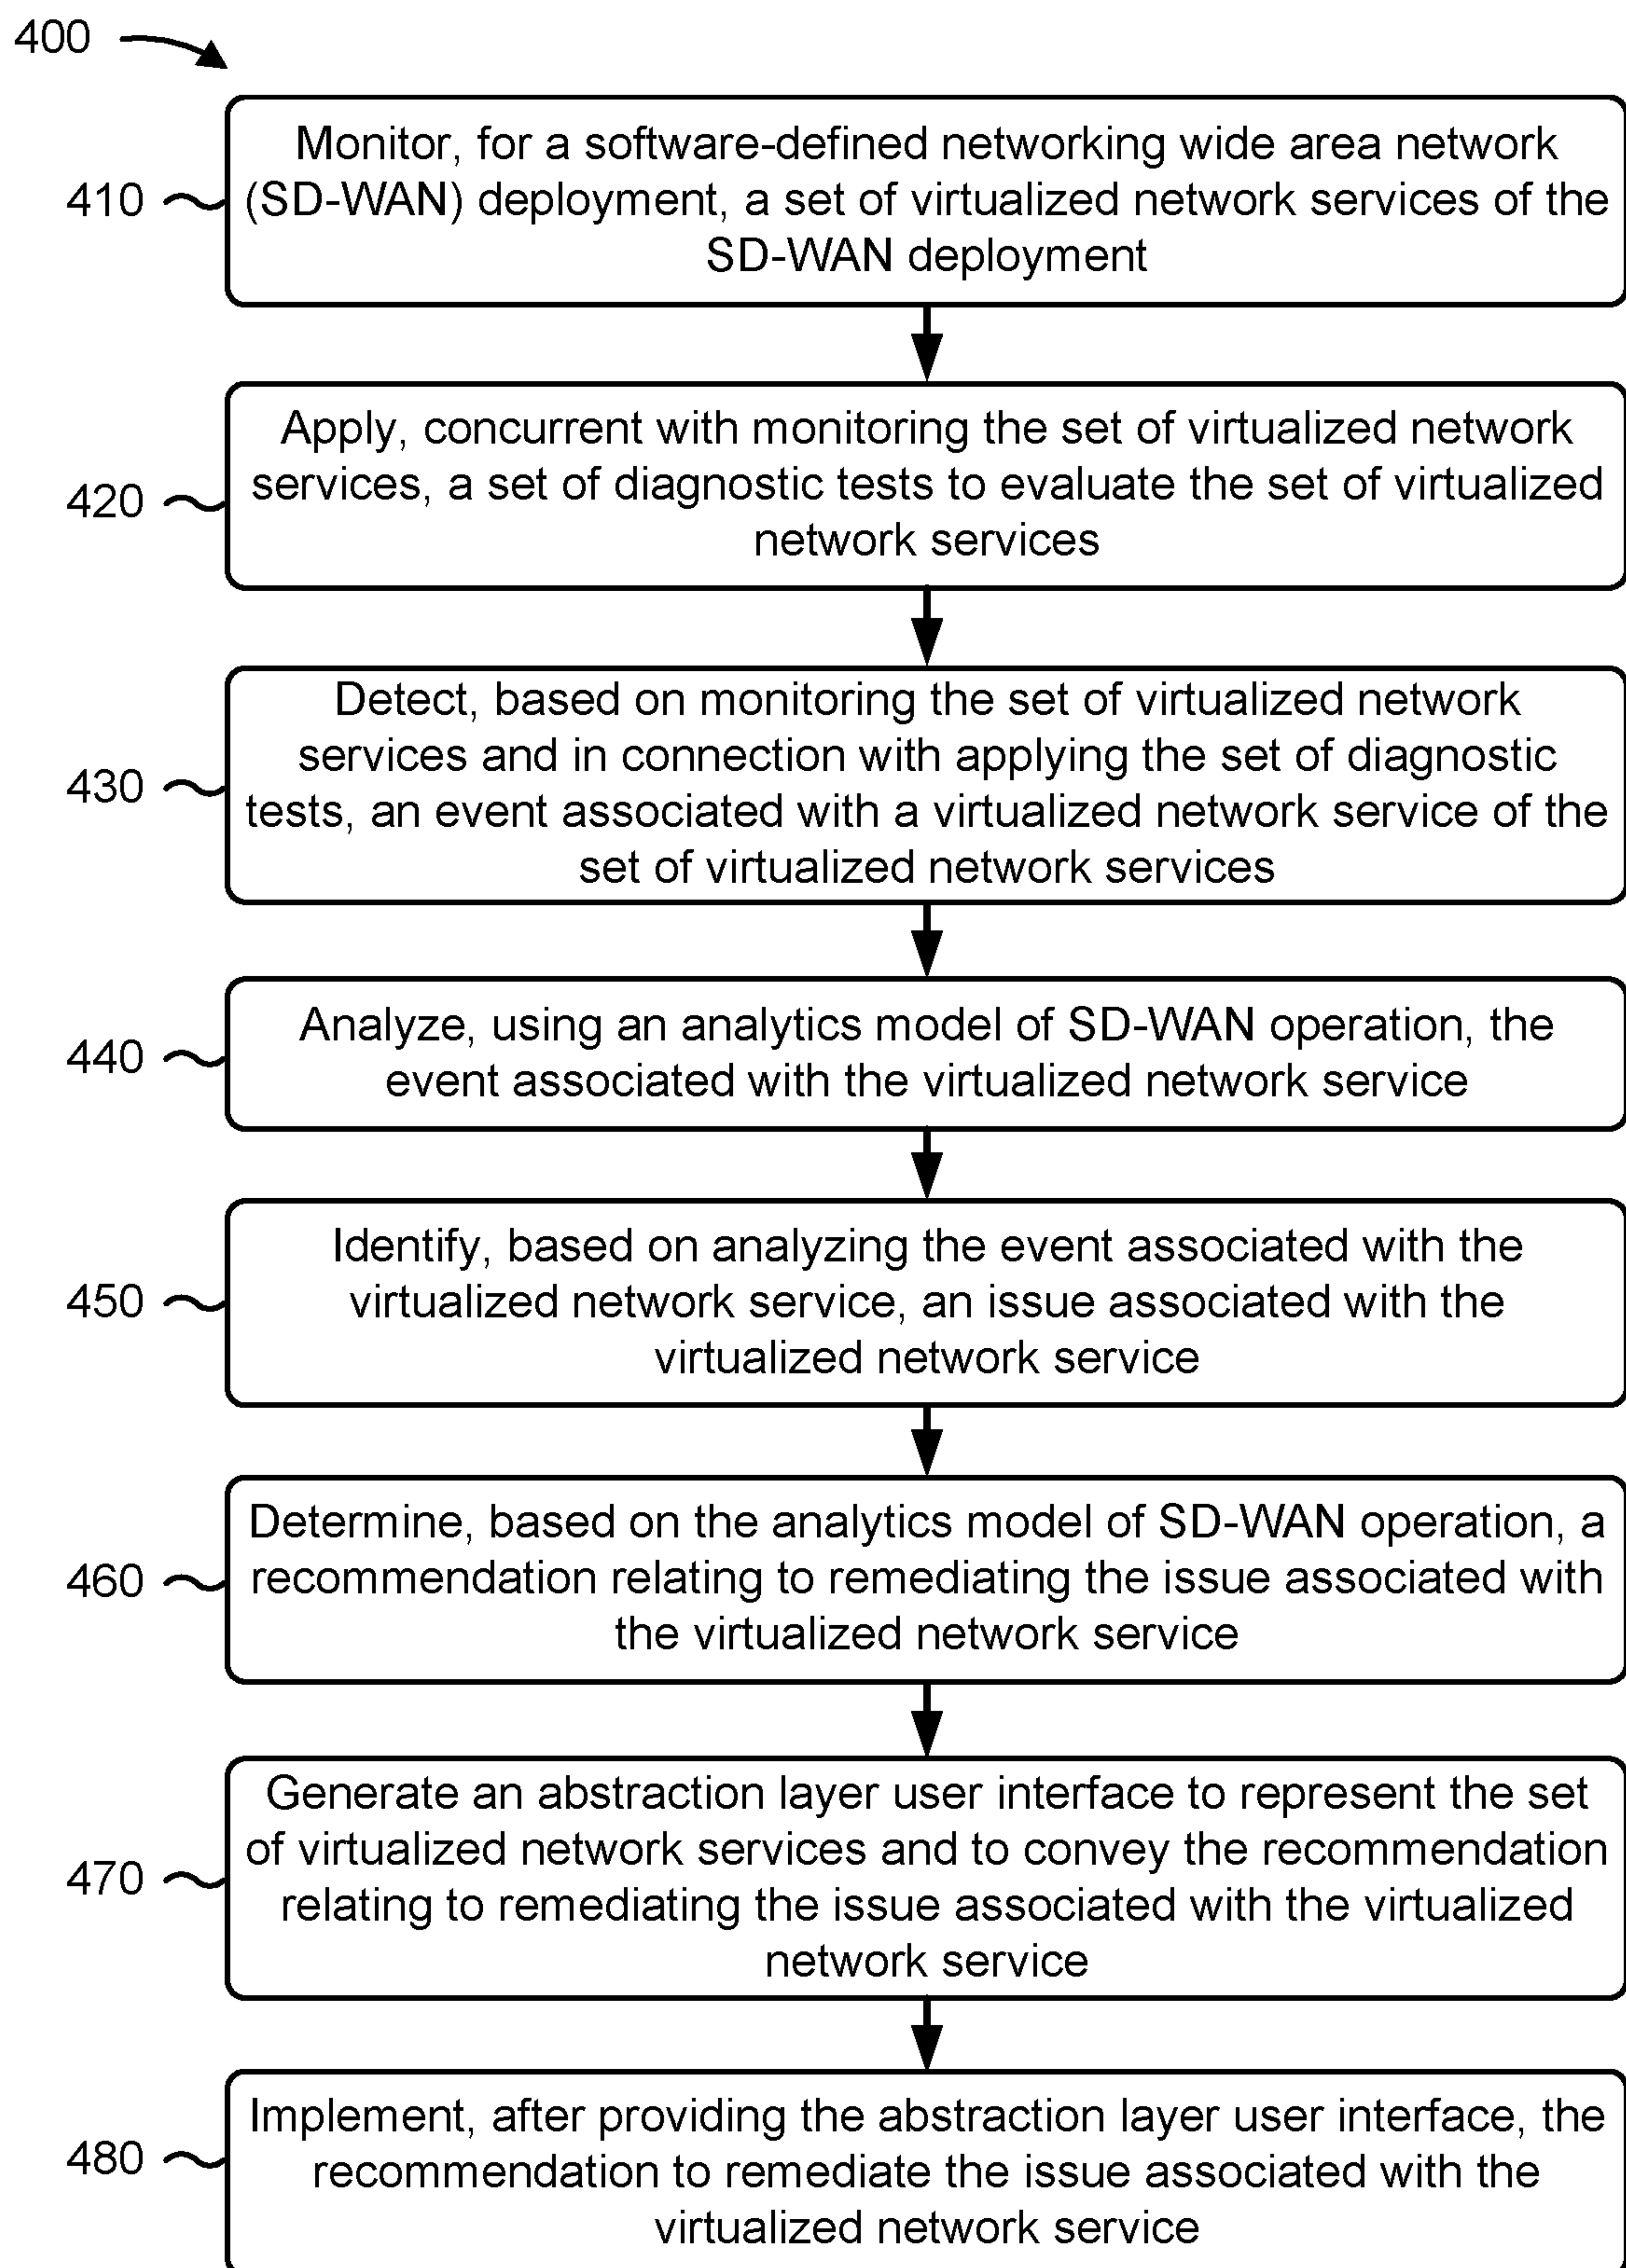 400
Monitor, for a software-defined networking wide area network
410
(SD-WAN) deployment, a set of virtualized network services of the
SD-WAN deployment
Apply, concurrent with monitoring the set of virtualized network
420
services, a set of diagnostic tests to evaluate the set of virtualized
network services
Detect, based on monitoring the set of virtualized network
services and in connection with applying the set of diagnostic
430
tests, an event associated with a virtualized network service of the
set of virtualized network services
Analyze, using an analytics model of SD-WAN operation, the
440
event associated with the virtualized network service
Identify, based on analyzing the event associated with the
450
virtualized network service, an issue associated with the
virtualized network service
Determine, based on the analytics model of SD-WAN operation, a
460
recommendation relating to remediating the issue associated with
the virtualized network service
Generate an abstraction layer user interface to represent the set
of virtualized network services and to convey the recommendation
470
relating to remediating the issue associated with the virtualized
network service
Implement, after providing the abstraction layer user interface, the
480
recommendation to remediate the issue associated with the
virtualized network service